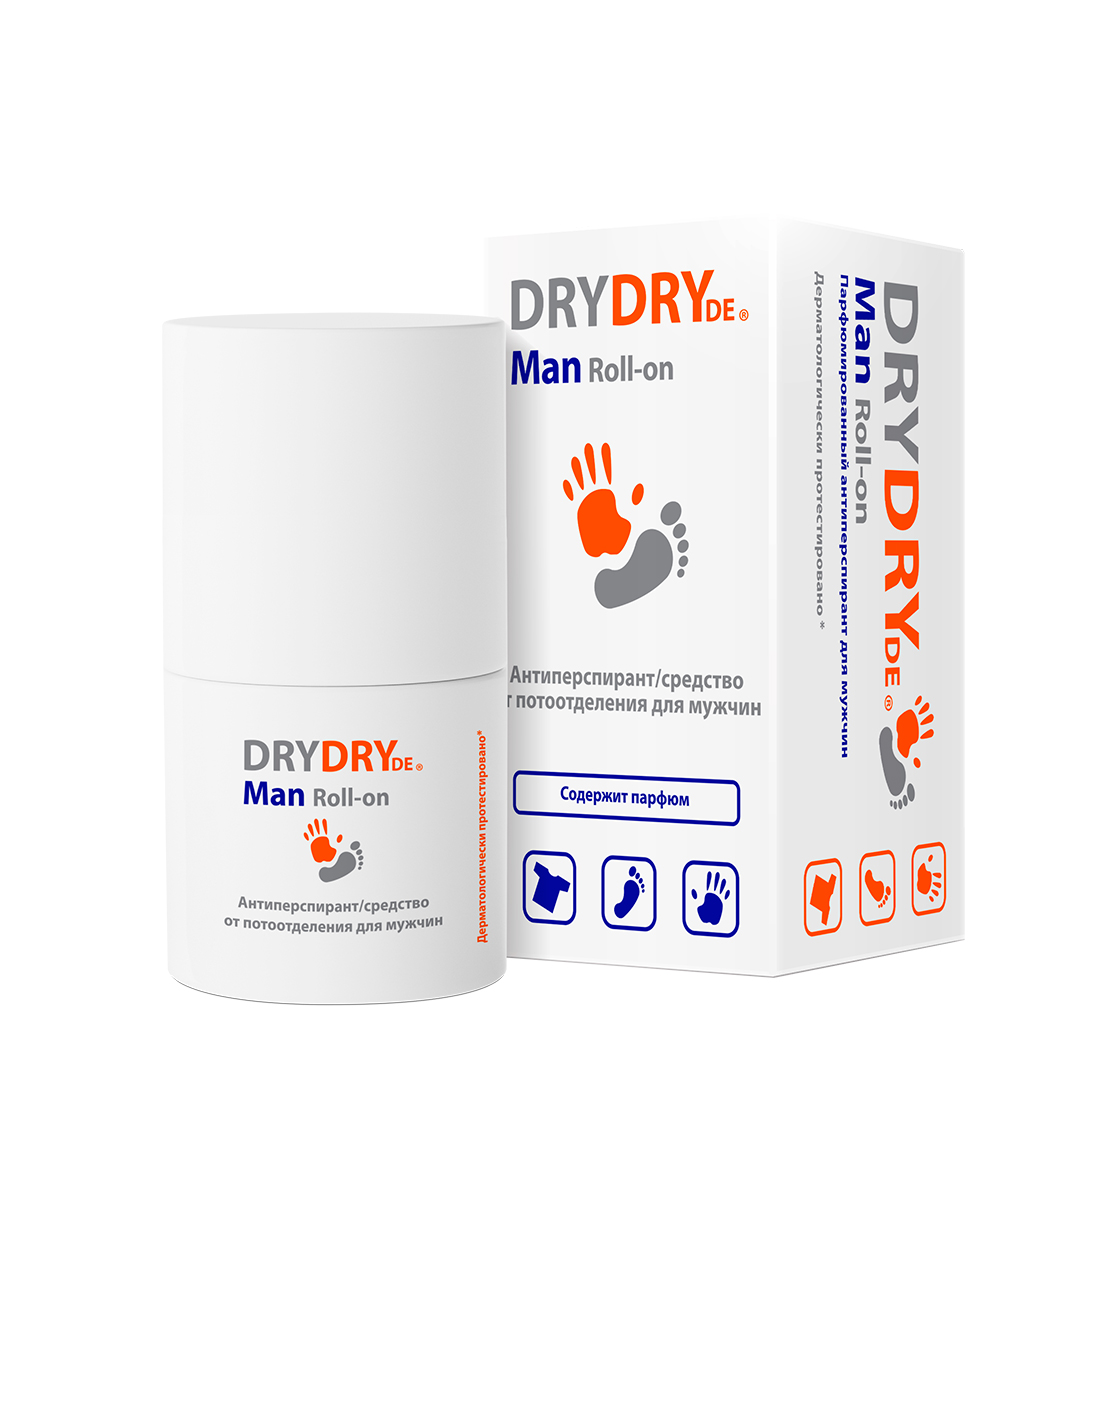 DRYDRYDE®
Man Roll-on
Антиперспирант/средство
от потоотделения для мужчин
Дерматологически протестировано*
DRYDRYDE®
Man Roll-on
Антиперспирант/средство
потоотделения для мужчин
Содержит парфюм
DRYDRYDE®
Man Roll-on
Парфюмированный антиперспирант для мужчин
Дерматологически протестировано *